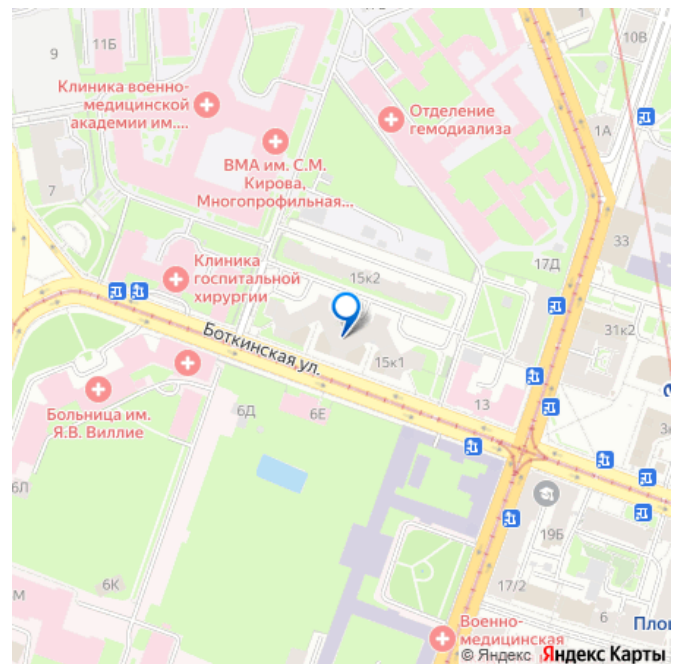 10В
1
9
11Б
Клиника военно-
медицинской
академии им....
Отделение
гемодиализа
1А
ВМА им. С.М.
Кирова,
Многопрофильная...
7
33
Клиника
госпитальной
хирургии
17Д
15к2
31к2
Боткинская ул.
15к1
Больница им.
Я.В. Виллие
6Д
6Е
13
6Л
19Б
6К
17/2
6
М
Пло
Военно-
медицинская
© Яндекс Яндекс Карты